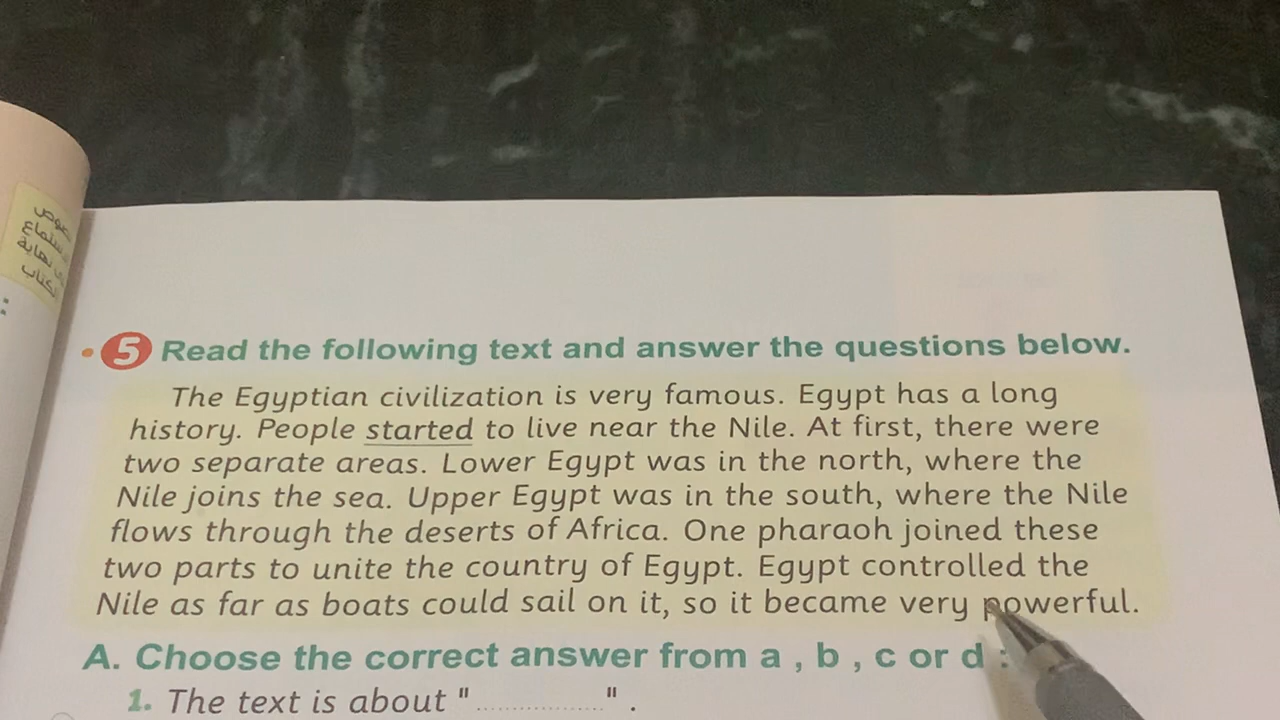 نصوص
الاستماع
فى نهاية
الكتاب
:
• 5 Read the following text and answer the questions below.
The Egyptian civilization is very famous. Egypt has a long
history. People started to live near the Nile. At first, there were
two separate areas. Lower Egypt was in the north, where the
Nile joins the sea. Upper Egypt was in the south, where the Nile
flows through the deserts of Africa. One pharaoh joined these
two parts to unite the country of Egypt. Egypt controlled the
Nile as far as boats could sail on it, so it became very powerful.
A. Choose the correct answer from a , b , c or d :
1. The text is about "................" .